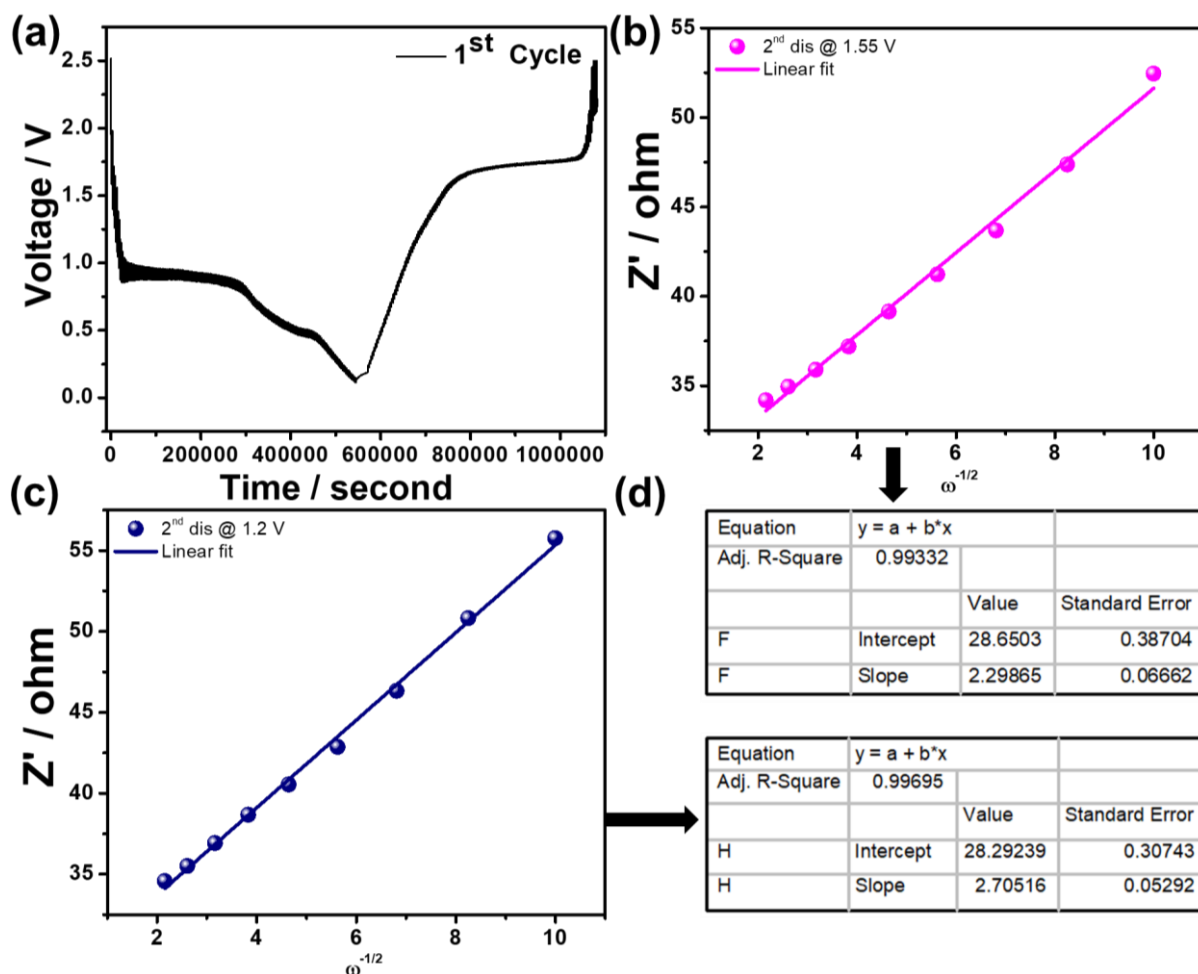 (a)
1st Cycle
2.5
2.0
1.5
1.0
0.5
0.0
Voltage / V
0 200000 400000 600000 800000 1000000
Time / second
(b)
2nd dis @ 1.55 V
Linear fit
55
50
45
40
35
Z' / ohm
2 4 6 8 10
ω-1/2
(c)
2nd dis @ 1.2 V
Linear fit
55
50
45
40
35
Z' / ohm
2 4 6 8 10
ω-1/2
(d)
Equation y = a + b*x
Adj. R-Square 0.99332
Value Standard Error
F Intercept 28.6503 0.38704
F Slope 2.29865 0.06662
Equation y = a + b*x
Adj. R-Square 0.99695
Value Standard Error
H Intercept 28.29239 0.30743
H Slope 2.70516 0.05292